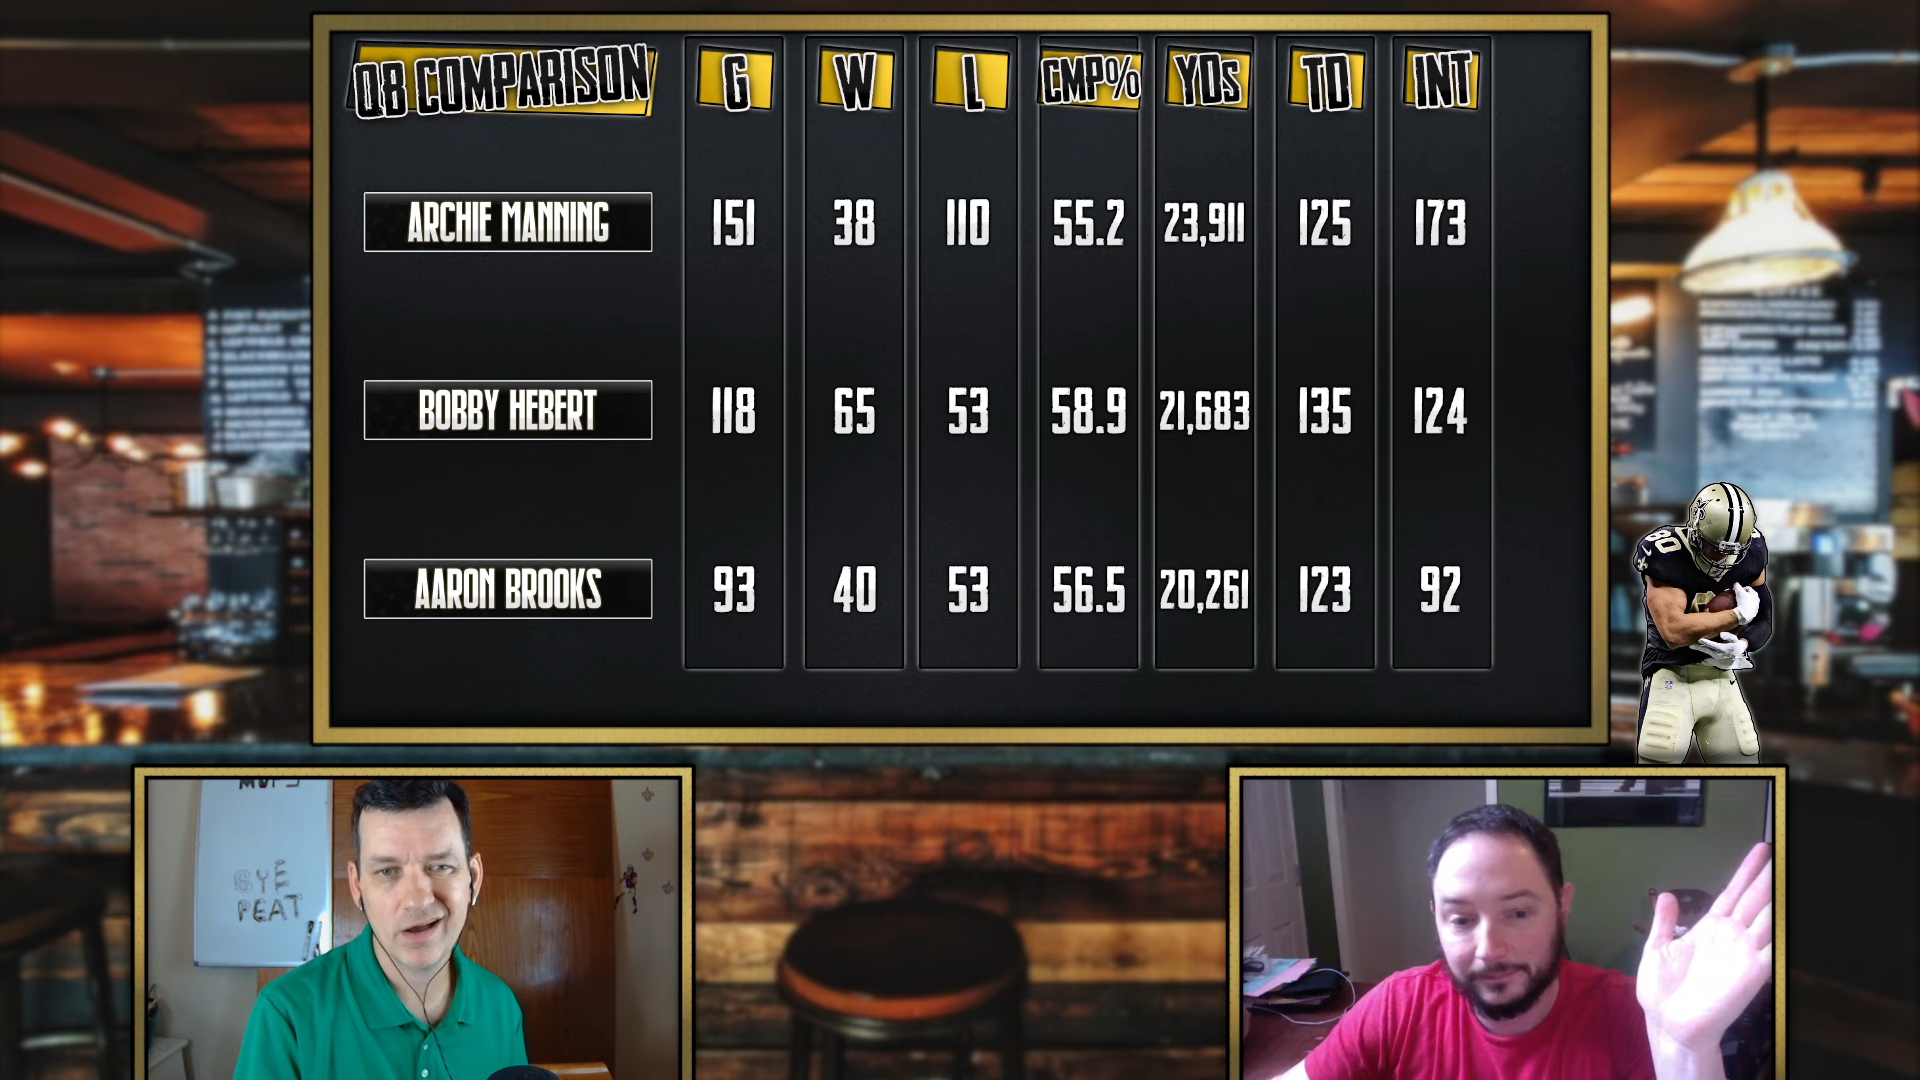 QB COMPARISON G W L CMP% YDS TD INT
ARCHIE MANNING 151 38 110 55.2 23,911 125 173
BOBBY HEBERT 118 65 53 58.9 21,683 135 124
AARON BROOKS 93 40 53 56.5 20,261 123 92
80
BYE
PEAT